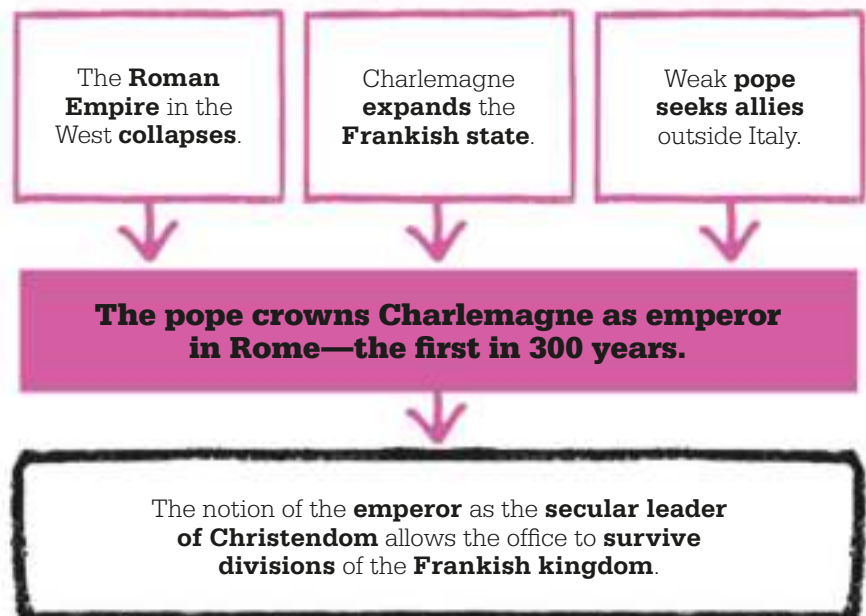 The Roman
Empire in the
West collapses.
Charlemagne
expands the
Frankish state.
Weak pope
seeks allies
outside Italy.
The pope crowns Charlemagne as emperor
in Rome—the first in 300 years.
The notion of the emperor as the secular leader
of Christendom allows the office to survive
divisions of the Frankish kingdom.